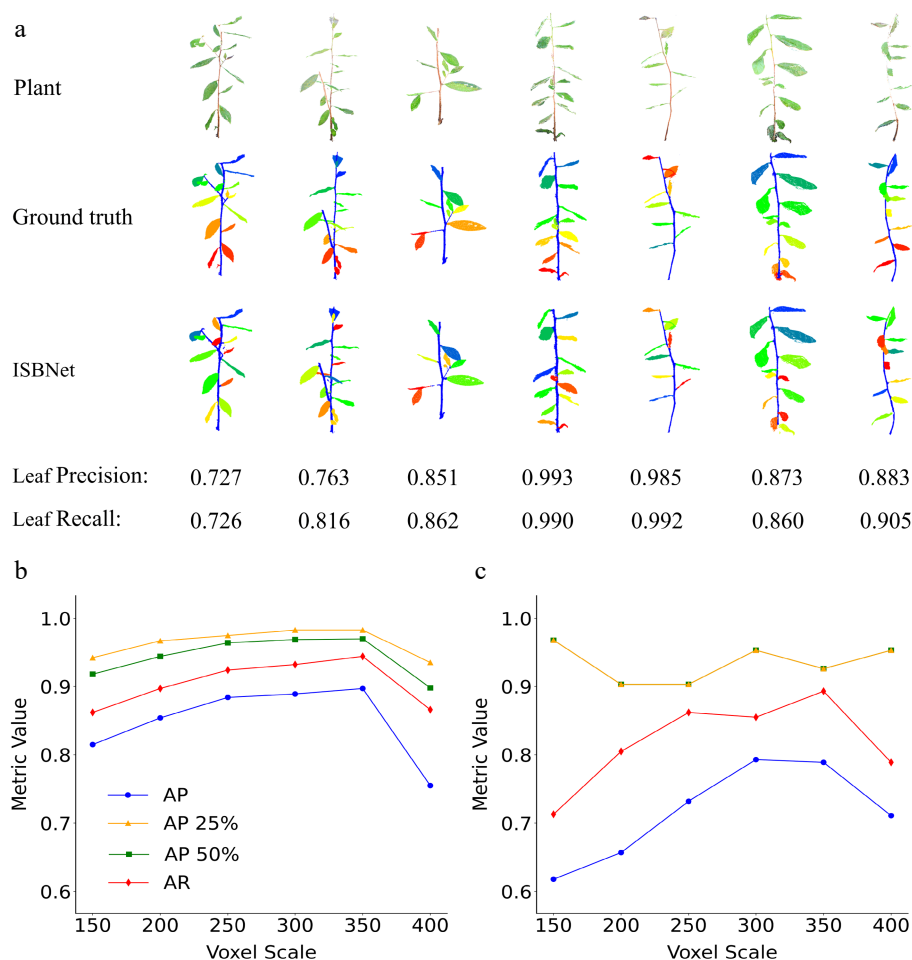 a
Plant
Ground truth
ISBNet
Leaf Precision: 0.727 0.763 0.851 0.993 0.985 0.873 0.883
Leaf Recall: 0.726 0.816 0.862 0.990 0.992 0.860 0.905
b
1.0
0.9
0.8
0.7
0.6
Metric Value
AP
AP 25%
AP 50%
AR
150 200 250 300 350 400
Voxel Scale
c
1.0
0.9
0.8
0.7
0.6
Metric Value
150 200 250 300 350 400
Voxel Scale